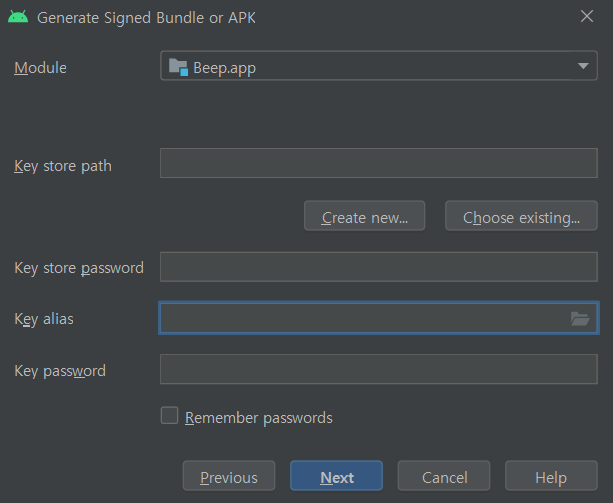 Generate Signed Bundle or APK
Module Beep.app
Key store path
Create new... Choose existing...
Key store password
Key alias
Key password
Remember passwords
Previous Next Cancel Help